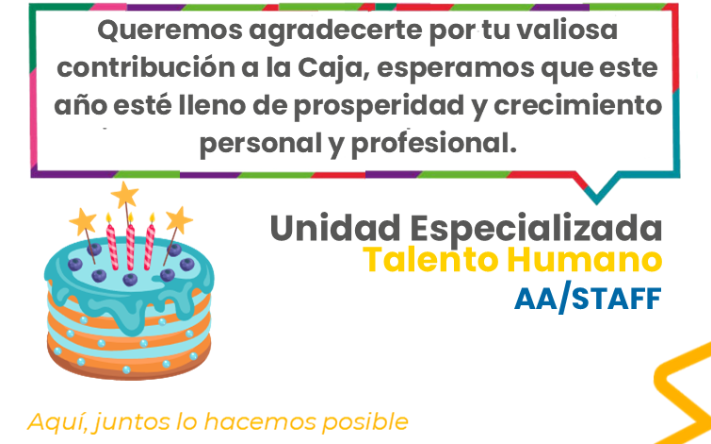 Queremos agradecerte por tu valiosa
contribución a la Caja, esperamos que este
año esté lleno de prosperidad y crecimiento
personal y profesional.
Unidad Especializada
Talento Humano
AA/STAFF
Aquí, juntos lo hacemos posible